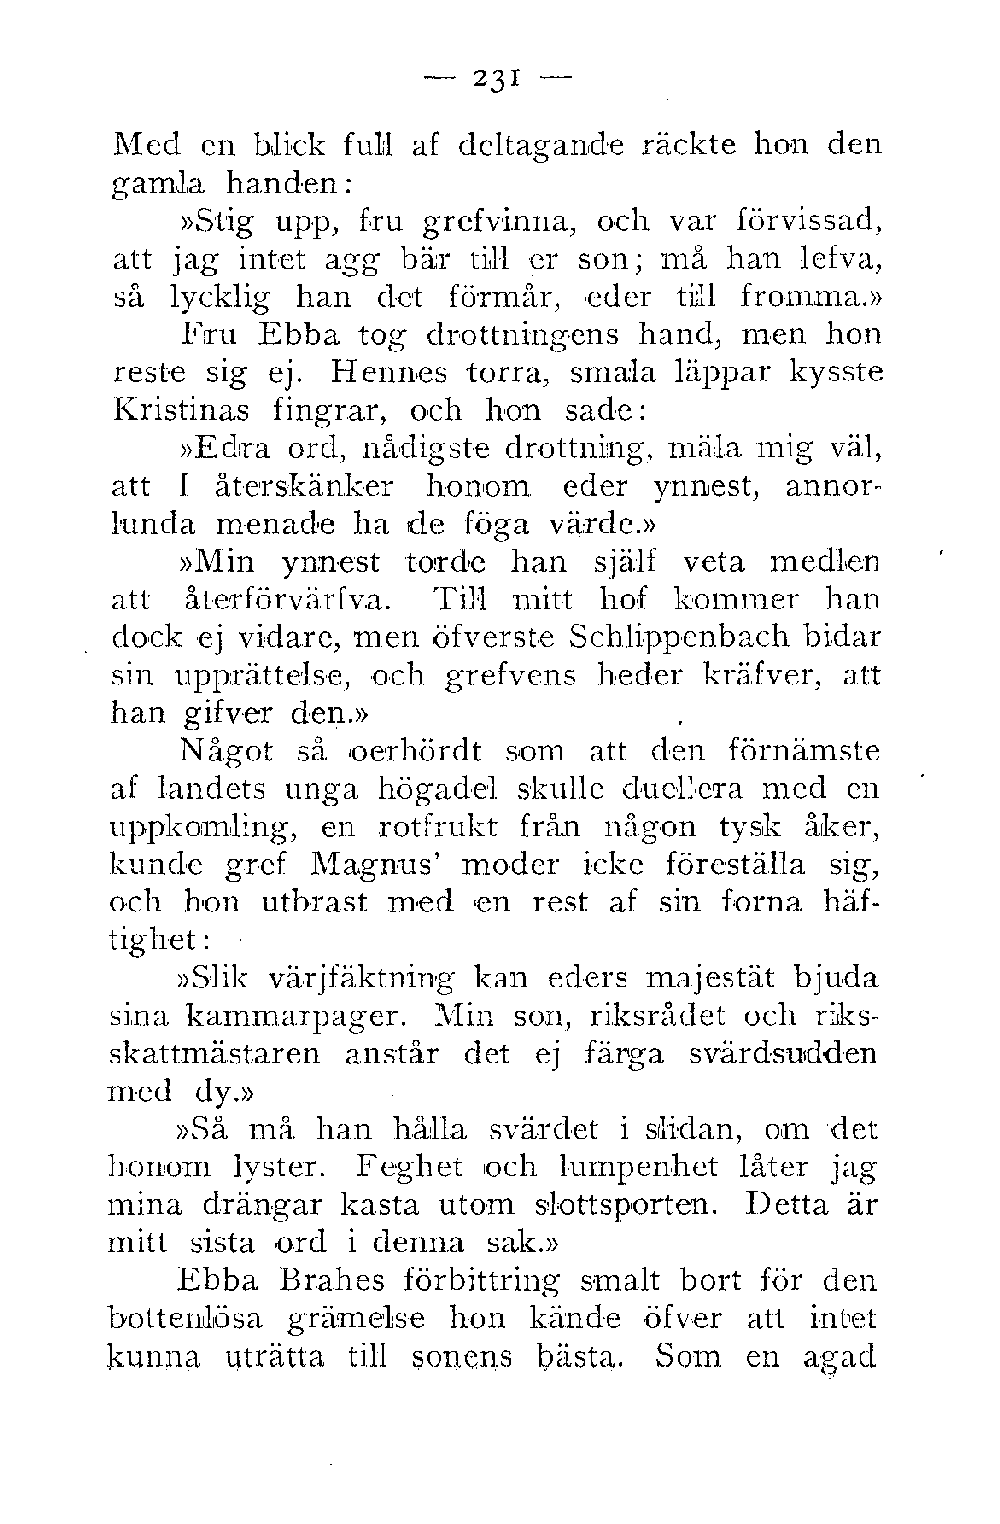 — 231 —
Med en blick full af deltagande räckte hon den
gamla handen:
»Stig upp, fru grefvinna, och var förvissad,
att jag intet agg bär till er son; må han lefva,
så lycklig han det förmår, eder till fromma.»
Fru Ebba tog drottningens hand, men hon
reste sig ej. Hennes torra, smala läppar kysste
Kristinas fingrar, och hon sade:
»Edra ord, nådigste drottning, mäla mig väl,
att I återskänker honom eder ynnest, annor-
lunda menade ha de föga värde.»
»Min ynnest torde han själf veta medlen
att återförvärfva. Till mitt hof kommer han
dock ej vidare, men öfverste Schlippenbach bidar
sin upprättelse, och grefvens heder kräfver, att
han gifver den.»
Något så oerhördt som att den förnämste
af landets unga högadel skulle duellera med en
uppkomling, en rotfrukt från någon tysk åker,
kunde gref Magnus' moder icke föreställa sig,
och hon utbrast med en rest af sin forna häf-
tighet:
»Slik värjfäktning kan eders majestät bjuda
sina kammarpager. Min son, riksrådet och riks-
skattmästaren anstår det ej färga svärdsudden
med dy.»
»Så må han hålla svärdet i slidan, om det
honom lyster. Feghet och lumpenhet låter jag
mina drängar kasta utom slottsporten. Detta är
mitt sista ord i denna sak.»
Ebba Brahes förbittring smalt bort för den
bottenlösa grämelse hon kände öfver att intet
kunna uträtta till sonens bästa. Som en agad